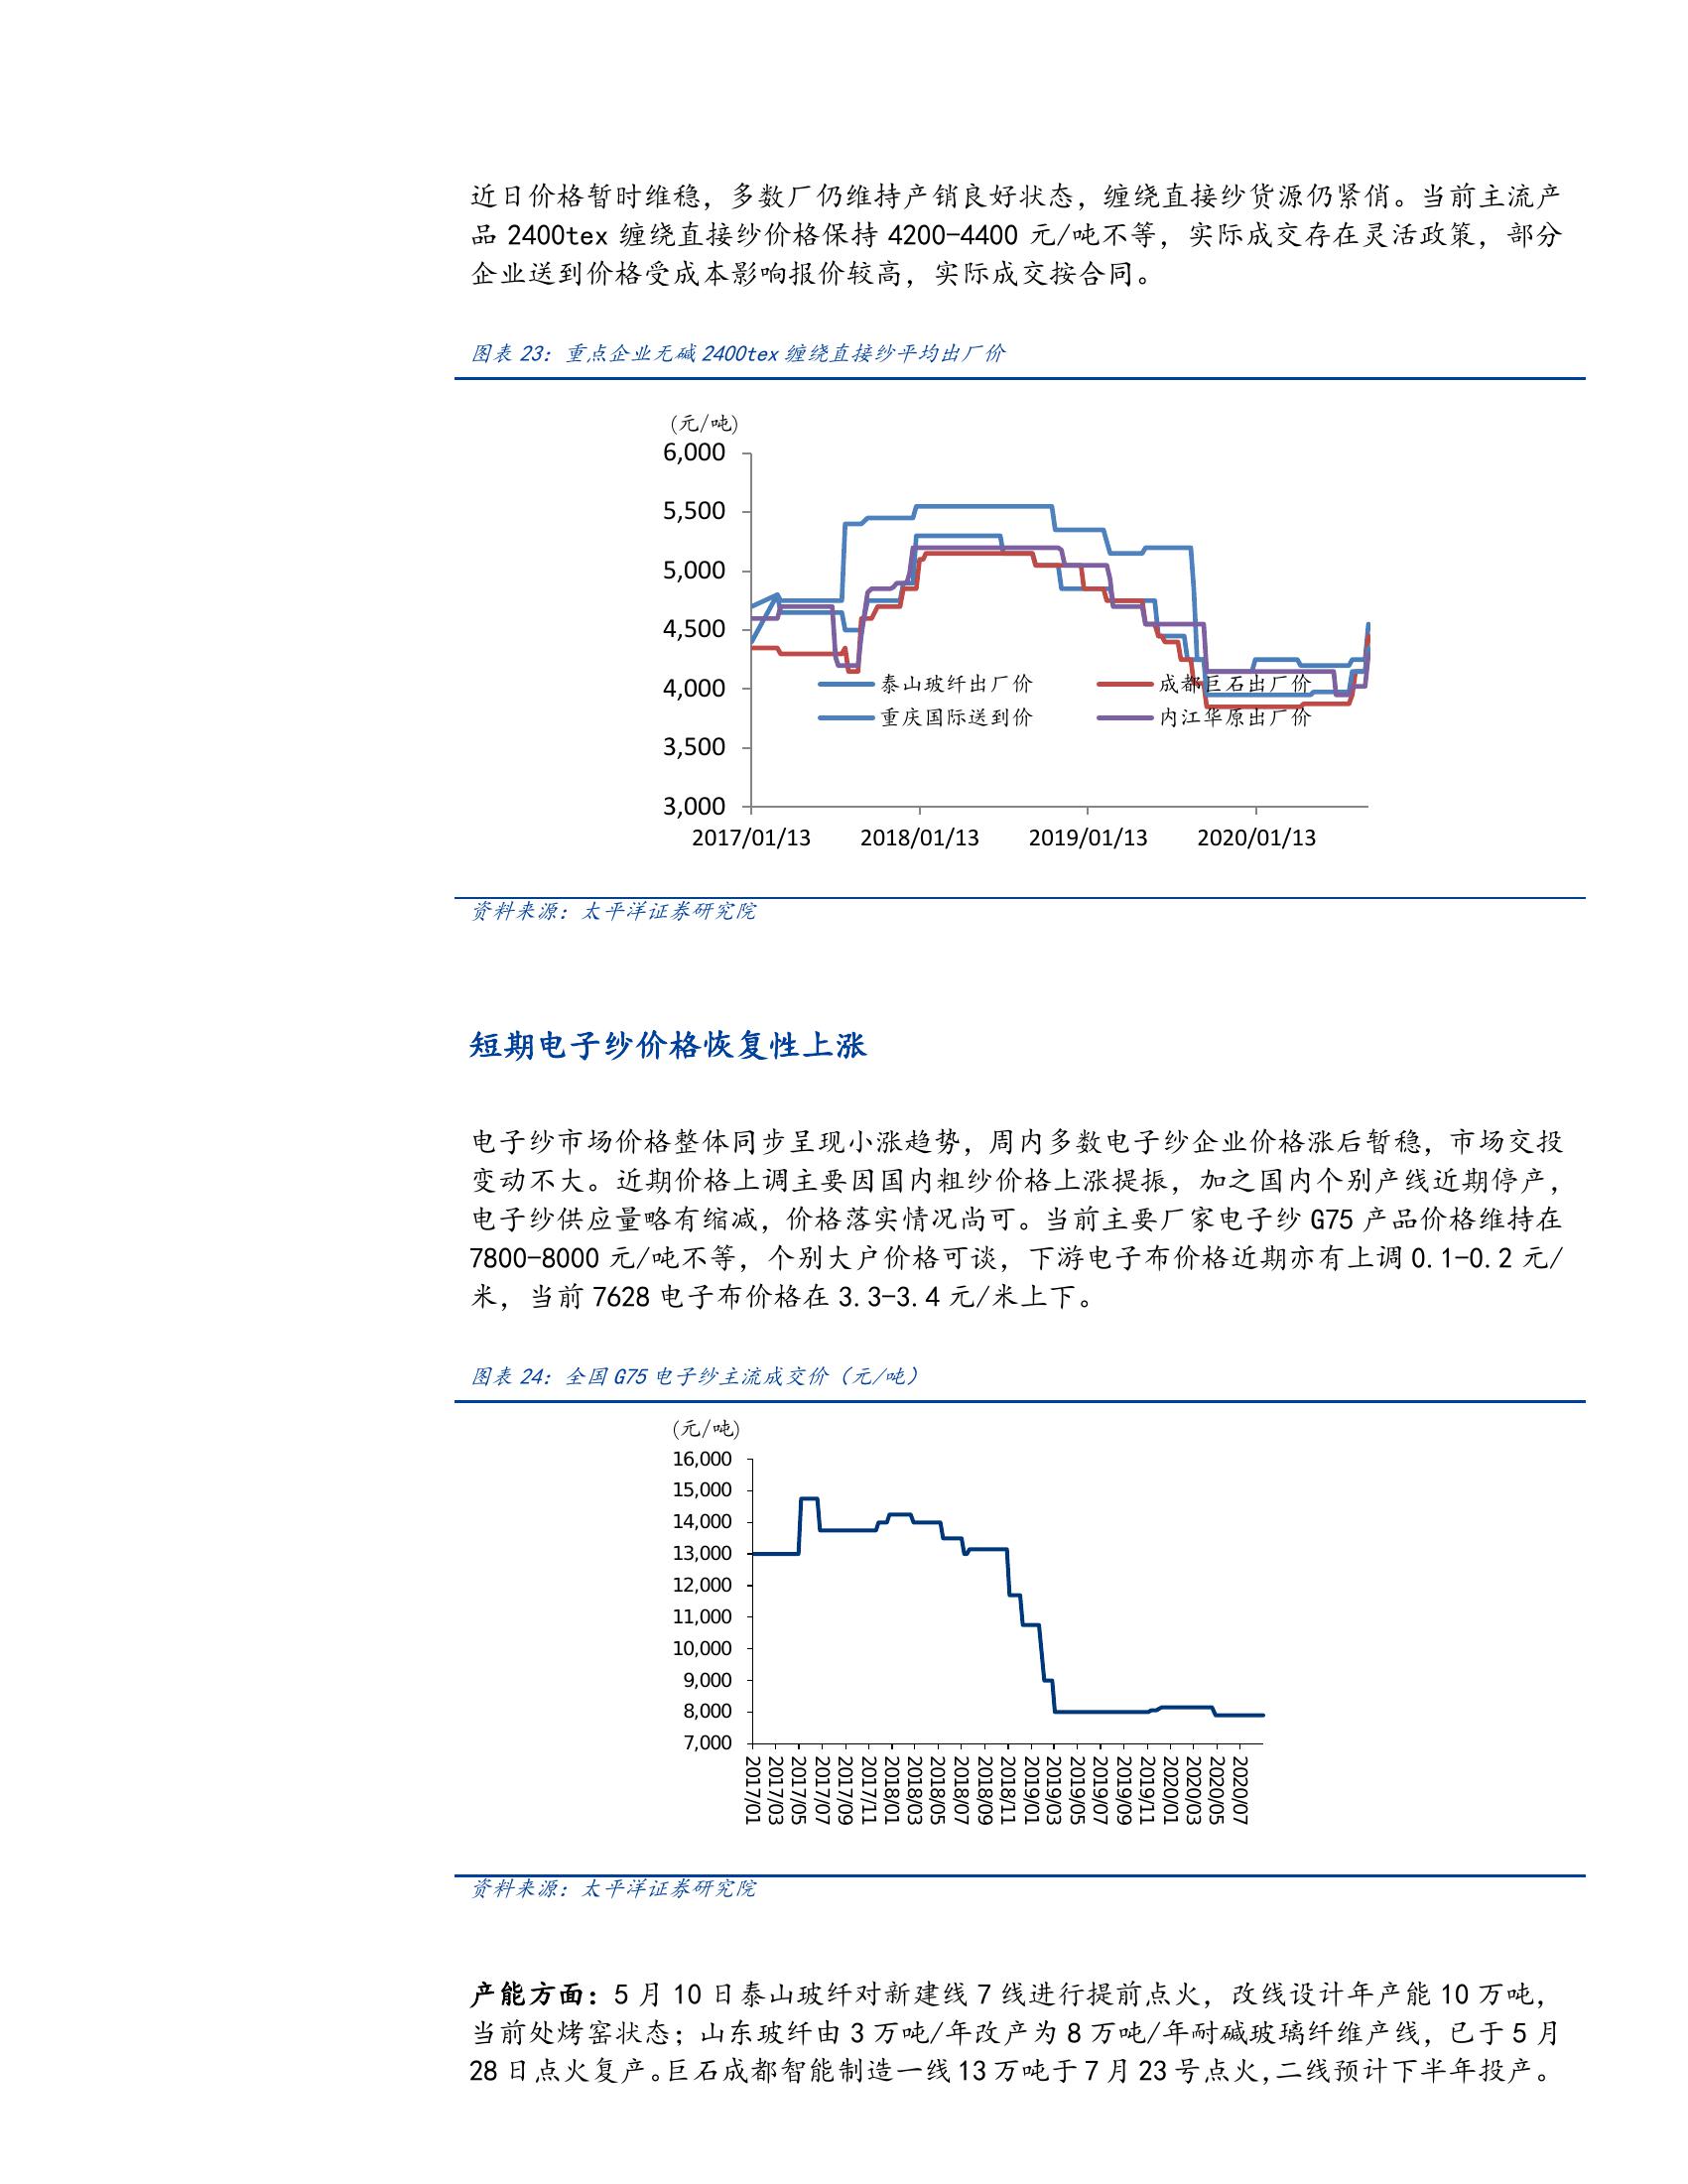 近日价格暂时维稳，多数厂仍维持产销良好状态，缠绕直接纱货源仍紧俏。当前主流产
品 2400tex 缠绕直接纱价格保持 4200-4400 元/吨不等，实际成交存在灵活政策，部分
企业送到价格受成本影响报价较高，实际成交按合同。
图表 23：重点企业无碱 2400tex 缠绕直接纱平均出厂价
(元/吨)
6,000
5,500
5,000
4,500
4,000
3,500
3,000
泰山玻纤出厂价
成都巨石出厂价
重庆国际送到价
内江华原出厂价
2017/01/13
2018/01/13
2019/01/13
2020/01/13
资料来源：太平洋证券研究院
短期电子纱价格恢复性上涨
电子纱市场价格整体同步呈现小涨趋势，周内多数电子纱企业价格涨后暂稳，市场交投
变动不大。近期价格上调主要因国内粗纱价格上涨提振，加之国内个别产线近期停产，
电子纱供应量略有缩减，价格落实情况尚可。当前主要厂家电子纱 G75 产品价格维持在
7800-8000 元/吨不等，个别大户价格可谈，下游电子布价格近期亦有上调 0.1-0.2 元/
米，当前 7628 电子布价格在 3.3-3.4 元/米上下。
图表 24：全国 G75 电子纱主流成交价（元/吨）
(元/吨)
16,000
15,000
14,000
13,000
12,000
11,000
10,000
9,000
8,000
7,000
2017/01
2017/03
2017/05
2017/07
2017/09
2017/11
2018/01
2018/03
2018/05
2018/07
2018/09
2018/11
2019/01
2019/03
2019/05
2019/07
2019/09
2019/11
2020/01
2020/03
2020/05
2020/07
资料来源：太平洋证券研究院
产能方面：5 月 10 日泰山玻纤对新建线 7 线进行提前点火，改线设计年产能 10 万吨，
当前处烤窑状态；山东玻纤由 3 万吨/年改产为 8 万吨/年耐碱玻璃纤维产线，已于 5 月
28 日点火复产。巨石成都智能制造一线 13 万吨于 7 月 23 号点火，二线预计下半年投产。